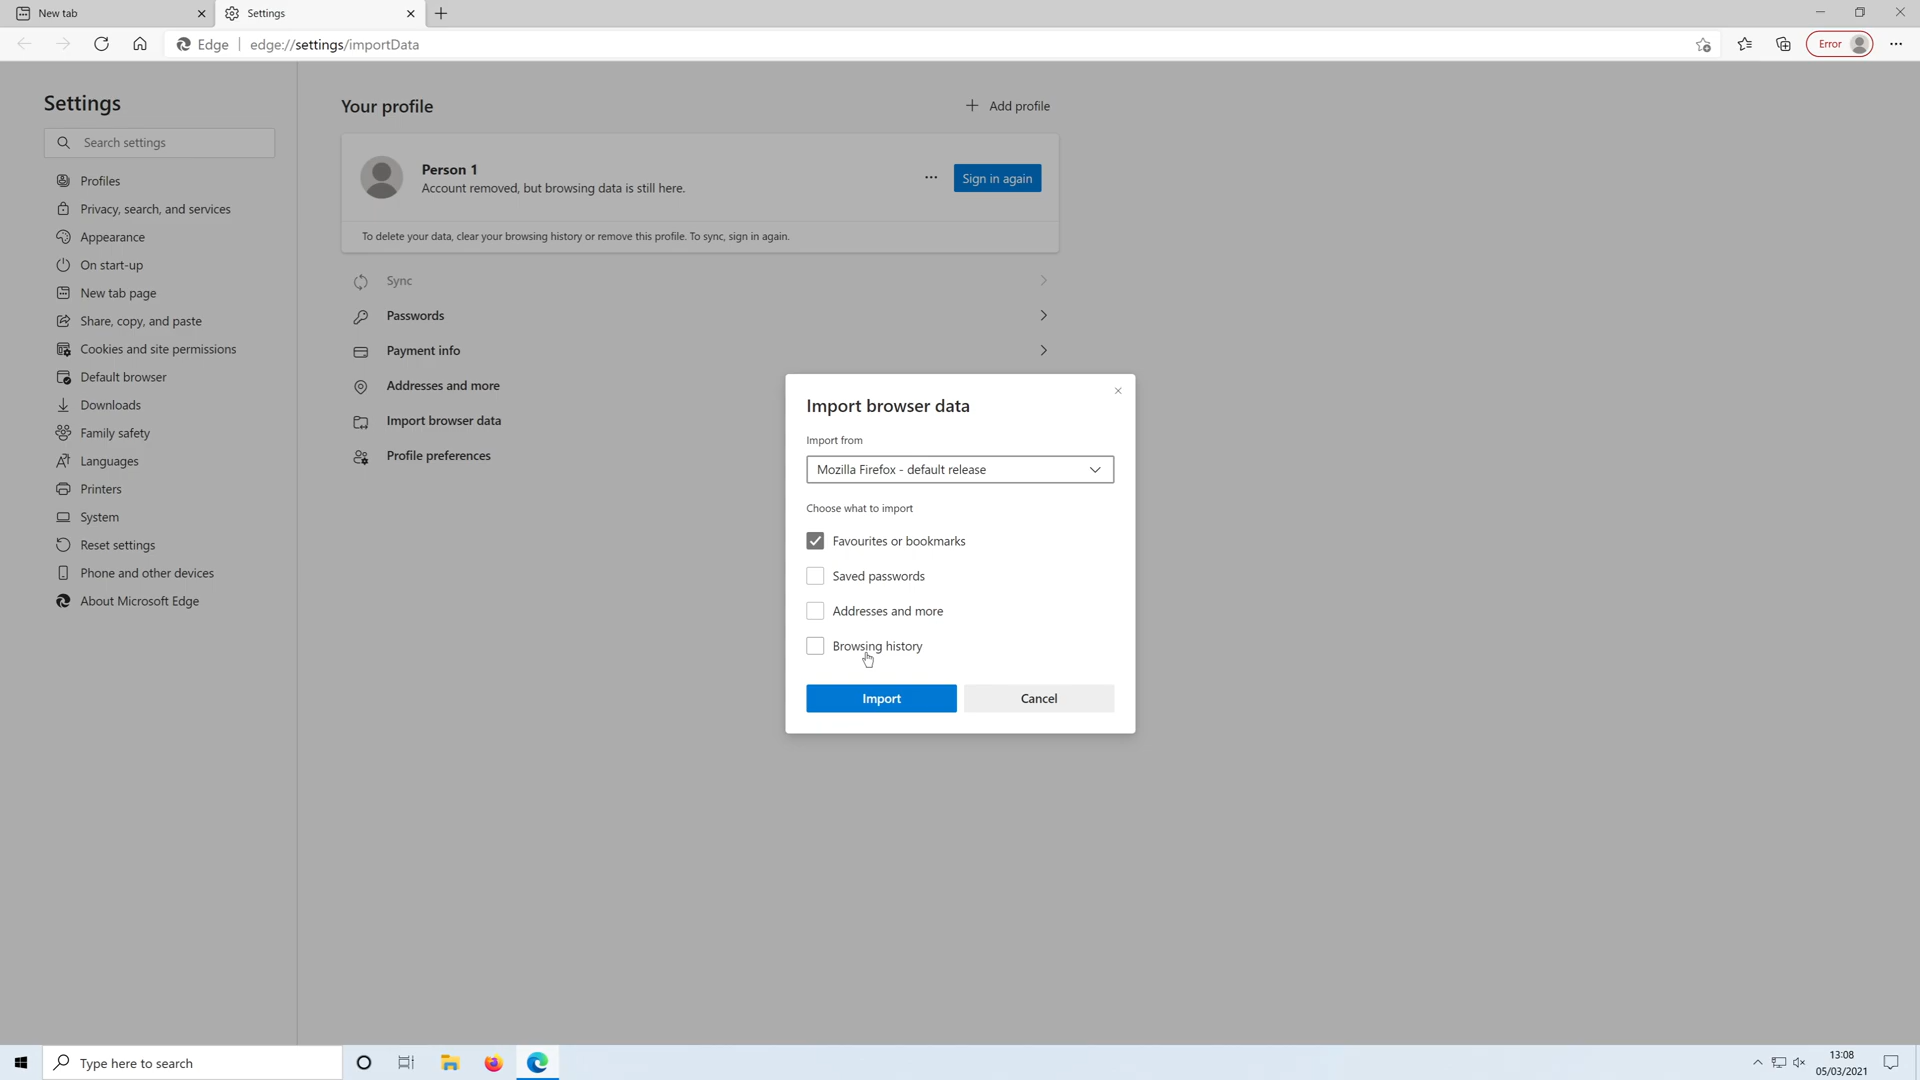 New tab
Settings
Edge
edge://settings/importData
Error
Settings
Search settings
Profiles
Privacy, search, and services
Appearance
On start-up
New tab page
Share, copy, and paste
Cookies and site permissions
Default browser
Downloads
Family safety
Languages
Printers
System
Reset settings
Phone and other devices
About Microsoft Edge
Your profile
Add profile
Person 1
Account removed, but browsing data is still here.
Sign in again
To delete your data, clear your browsing history or remove this profile. To sync, sign in again.
Sync
Passwords
Payment info
Addresses and more
Import browser data
Profile preferences
Import browser data
Import from
Mozilla Firefox - default release
Choose what to import
Favourites or bookmarks
Saved passwords
Addresses and more
Browsing history
Import
Cancel
Type here to search
13:08
05/03/2021